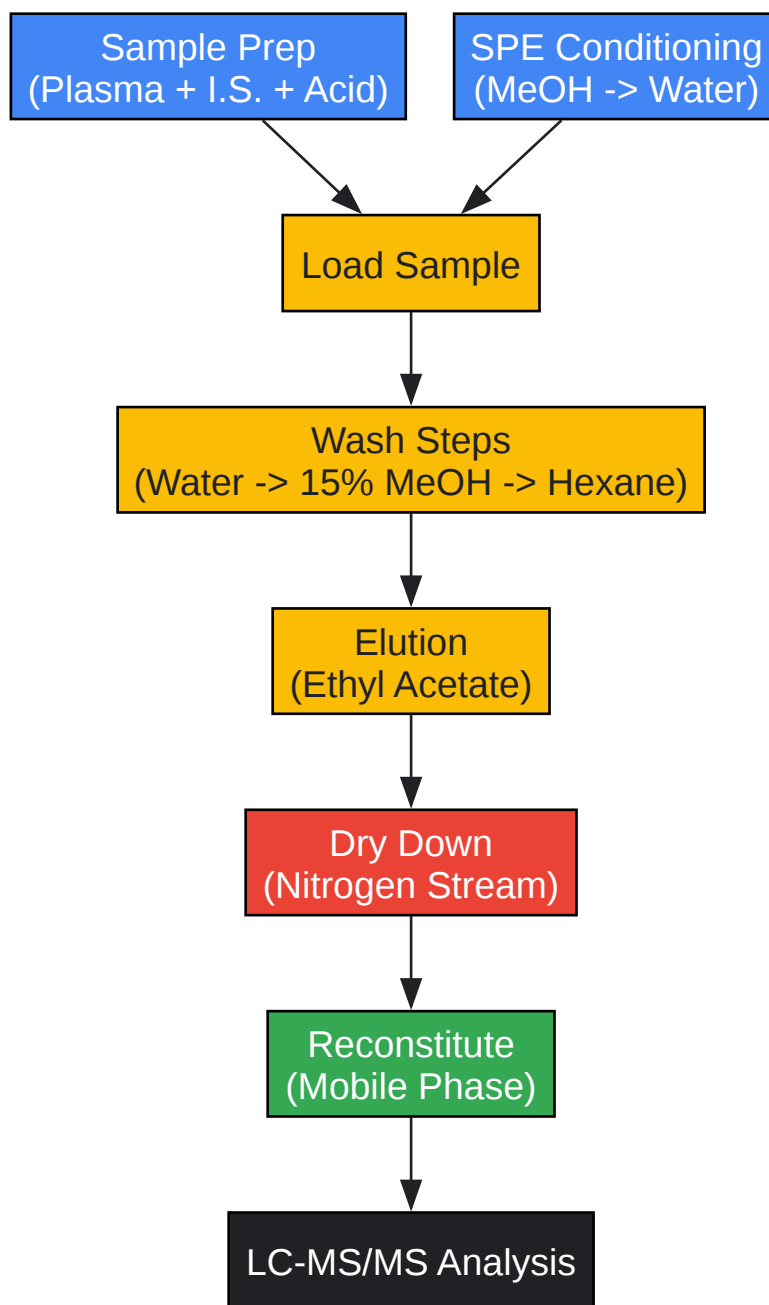 Sample Prep
(Plasma + I.S. + Acid)
SPE Conditioning
(MeOH -> Water)
Load Sample
Wash Steps
(Water -> 15% MeOH -> Hexane)
Elution
(Ethyl Acetate)
Dry Down
(Nitrogen Stream)
Reconstitute
(Mobile Phase)
LC-MS/MS Analysis